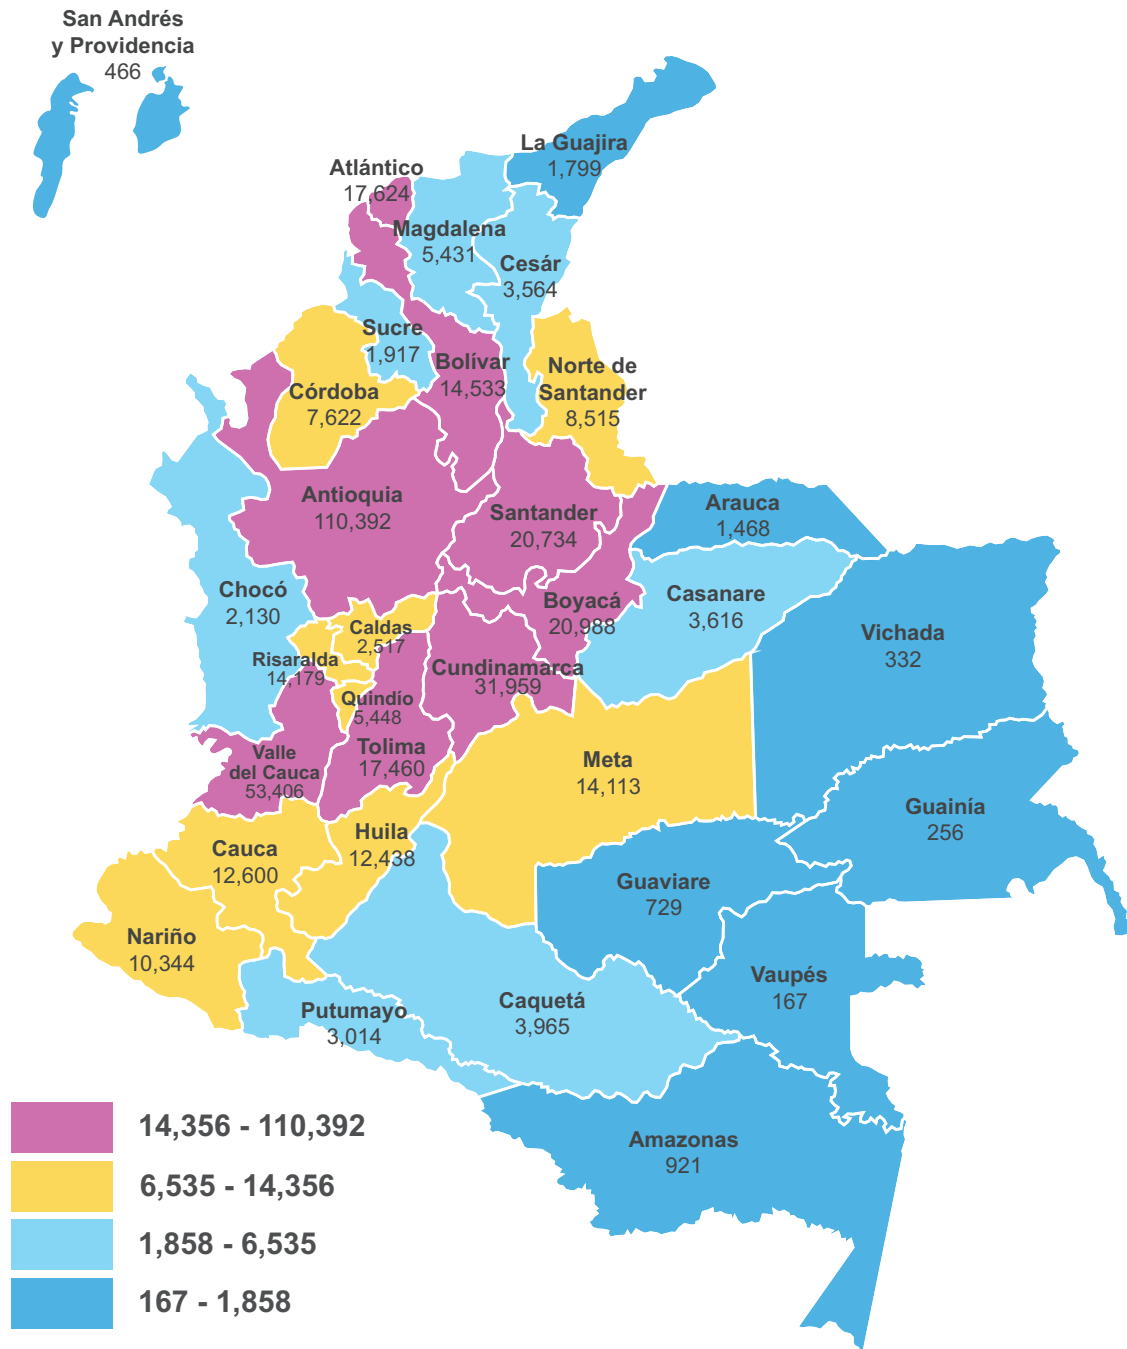 San Andrés
y Providencia
466
La Guajira
1,799
Atlántico
17,624
Magdalena
5,431
Cesár
3,564
Sucre
1,917
Bolívar
14,533
Norte de
Santander
8,515
Córdoba
7,622
Antioquia
110,392
Santander
20,734
Arauca
1,468
Chocó
2,130
Boyacá
20,988
Casanare
3,616
Vichada
332
Caldas
2,517
Risaralda
14,179
Cundinamarca
31,959
Quindío
5,448
Valle
del Cauca
53,406
Tolima
17,460
Meta
14,113
Guainía
256
Huila
12,438
Cauca
12,600
Guaviare
729
Nariño
10,344
Vaupés
167
Putumayo
3,014
Caquetá
3,965
Amazonas
921
14,356 - 110,392
6,535 - 14,356
1,858 - 6,535
167 - 1,858